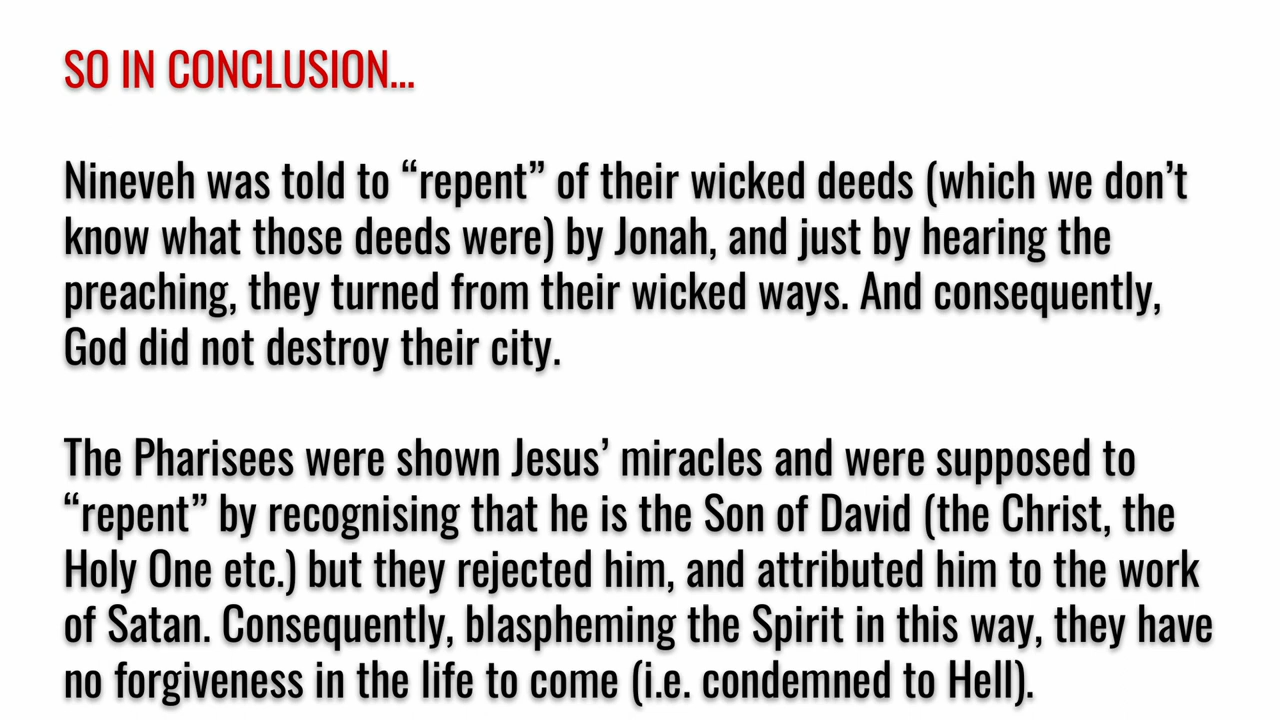 SO IN CONCLUSION...
Nineveh was told to “repent” of their wicked deeds (which we don’t
know what those deeds were) by Jonah, and just by hearing the
preaching, they turned from their wicked ways. And consequently,
God did not destroy their city.
The Pharisees were shown Jesus’ miracles and were supposed to
“repent” by recognising that he is the Son of David (the Christ, the
Holy One etc.) but they rejected him, and attributed him to the work
of Satan. Consequently, blaspheming the Spirit in this way, they have
no forgiveness in the life to come (i.e. condemned to Hell).